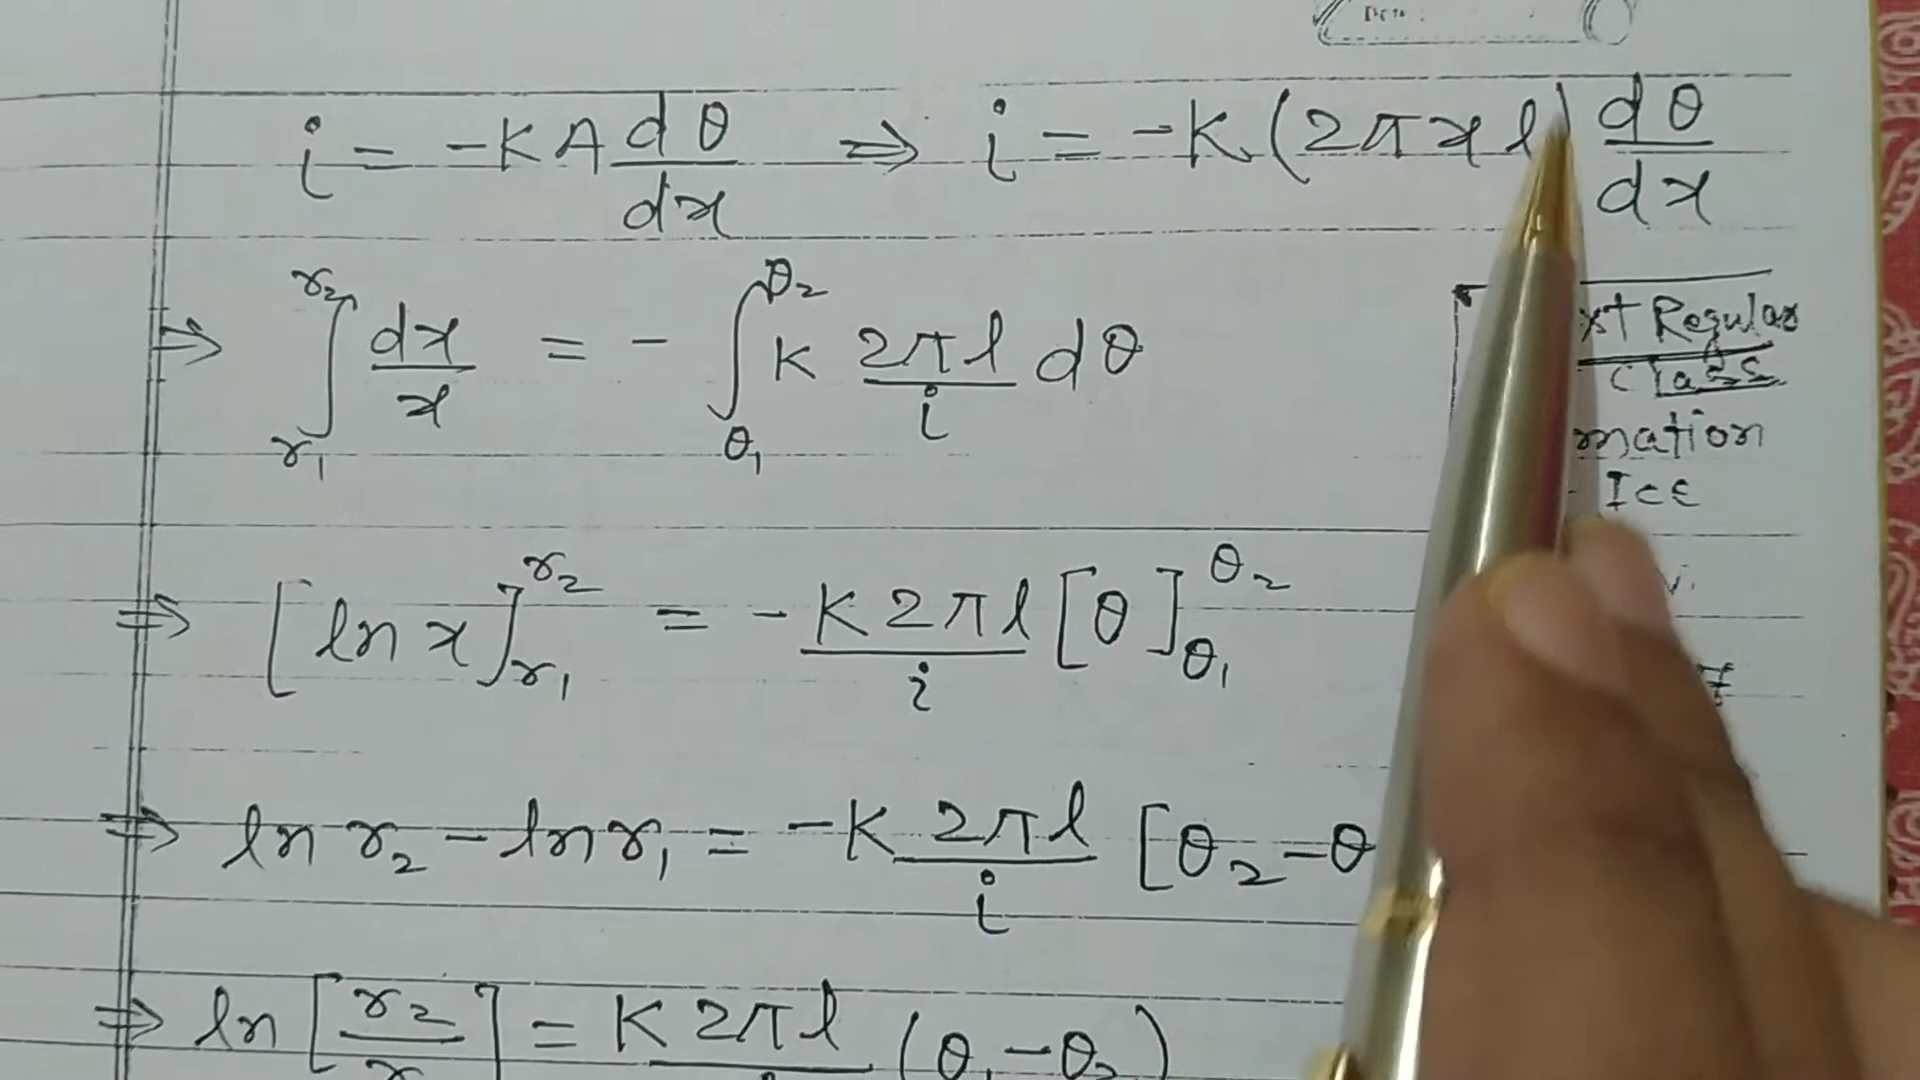 i = -KA dθ/dx ⇒ i = -K(2πxl) dθ/dx
⇒ ∫_{r₁}^{r₂} dx/x = - ∫_{θ₁}^{θ₂} K 2πl/i dθ
xt Regular
Class
mation
- ICE
⇒ [ln x]_{r₁}^{r₂} = - K2πl/i [θ]_{θ₁}^{θ₂}
⇒ ln r₂ - ln r₁ = -K 2πl/i [θ₂ - θ
⇒ ln [r₂/r] = K 2πl/i (θ₁ - θ₂)